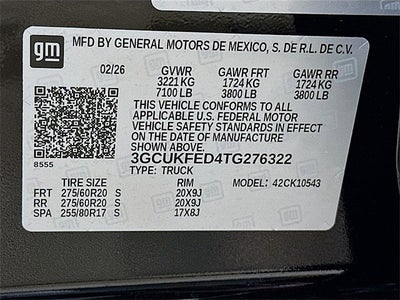 gm
MFD BY GENERAL MOTORS DE MEXICO, S. DE R.L. DE C.V.
02/26 GVWR GAWR FRT GAWR RR
3221 KG 1724 KG 1724 KG
7100 LB 3800 LB 3800 LB
THIS VEHICLE CONFORMS TO ALL
APPLICABLE U.S. FEDERAL MOTOR
VEHICLE SAFETY STANDARDS IN EFFECT
ON THE DATE OF MANUFACTURE SHOWN ABOVE.
3GCUKFED4TG276322
8555 TYPE: TRUCK
TIRE SIZE RIM MODEL: 42CK10543
FRT 275/60R20 S 20X9J
RR 275/60R20 S 20X9J
SPA 255/80R17 S 17X8J